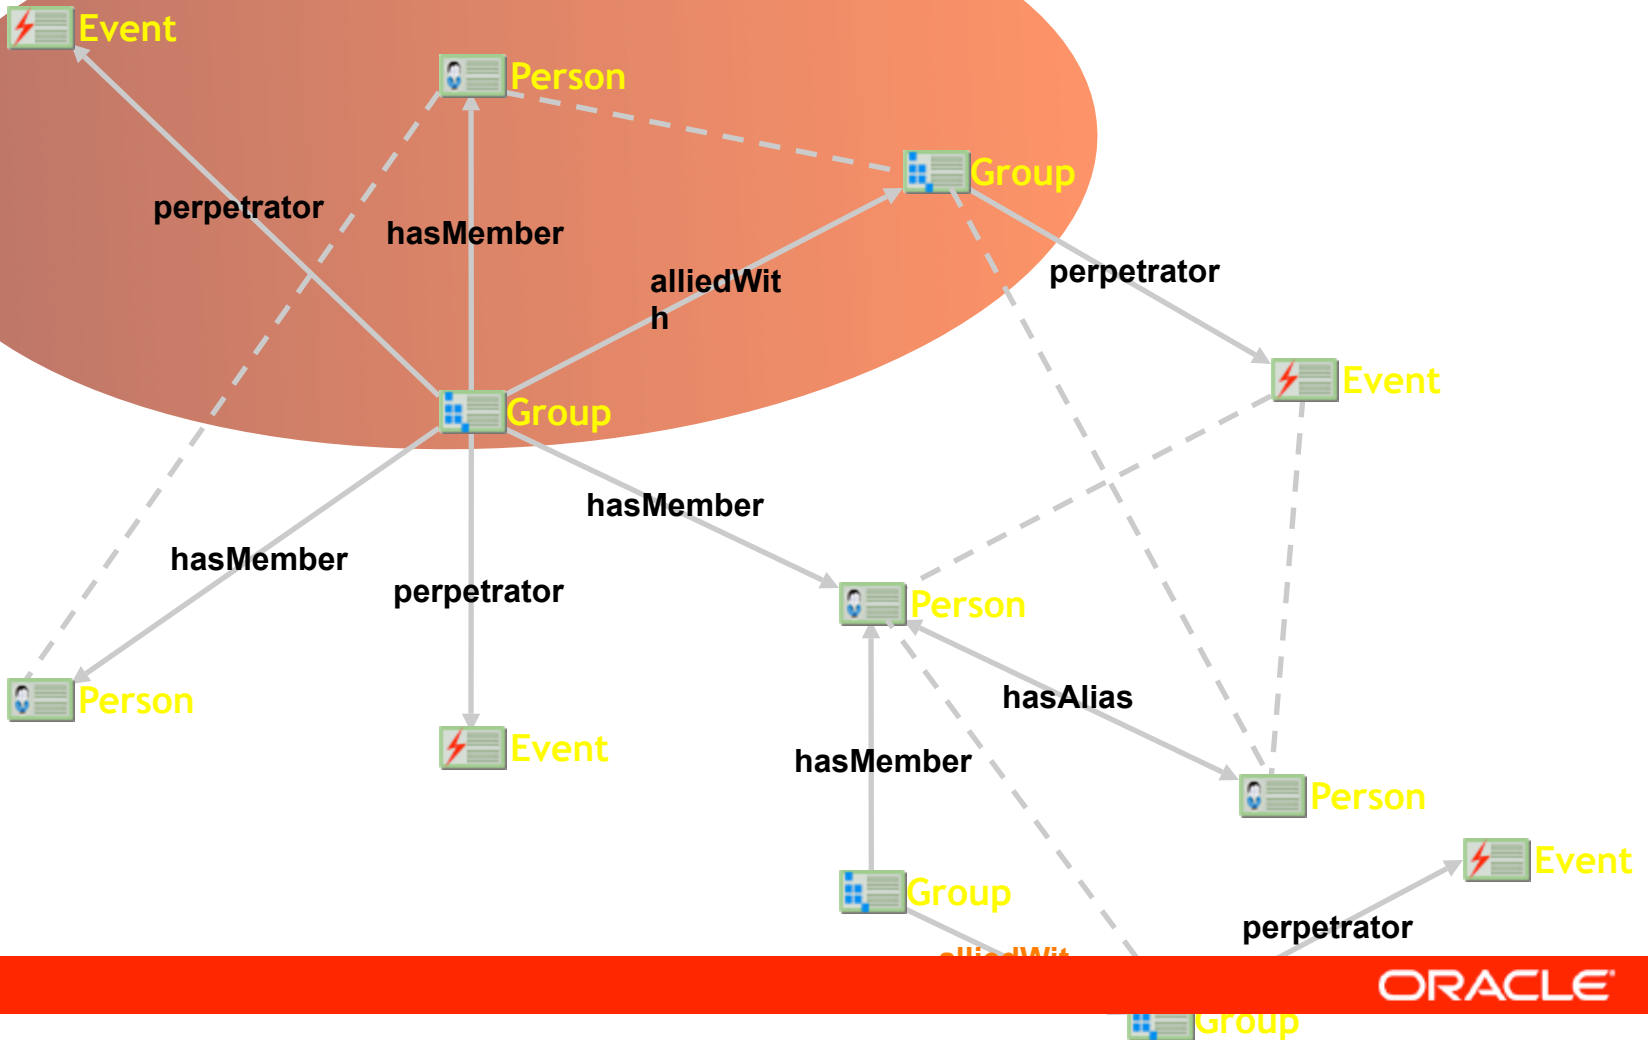 Event
Person
Group
perpetrator
hasMember
alliedWit
h
perpetrator
Event
Group
hasMember
hasMember
perpetrator
Person
Person
hasAlias
Event
hasMember
Person
Event
Group
perpetrator
alliedWit
ORACLE
Group